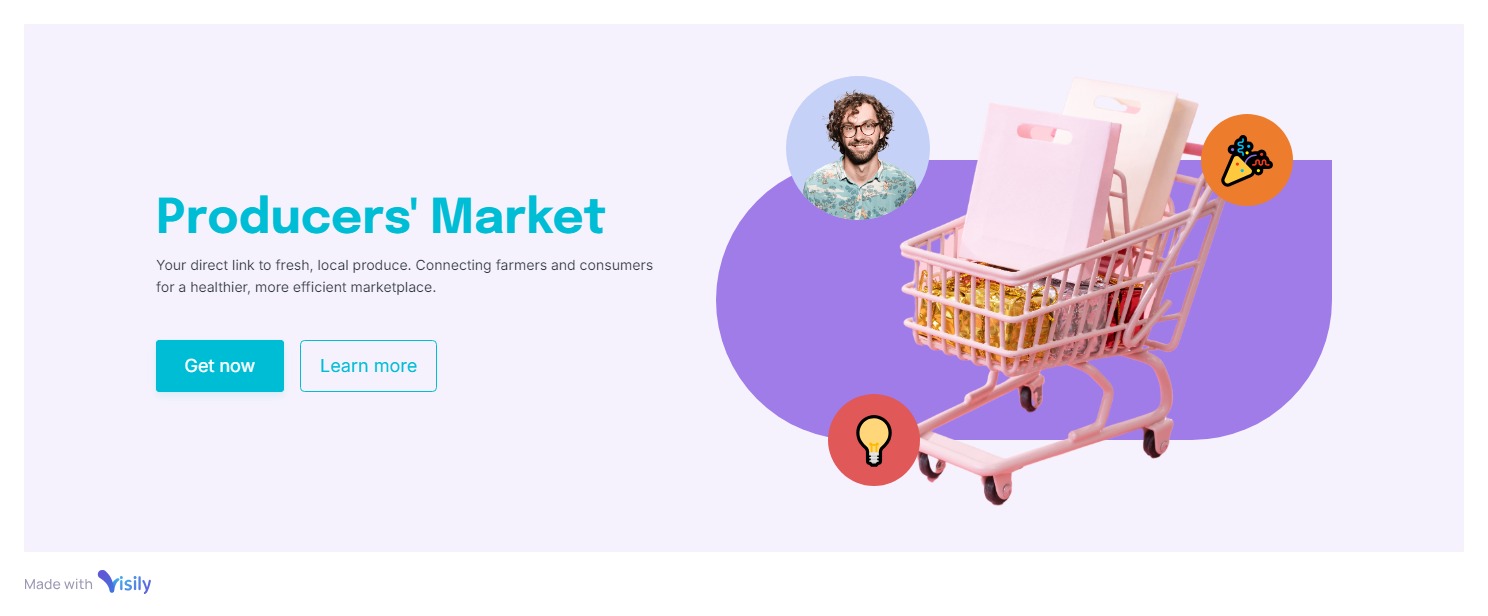 Producers' Market
Your direct link to fresh, local produce. Connecting farmers and consumers
for a healthier, more efficient marketplace.
Get now
Learn more
Made with Visily